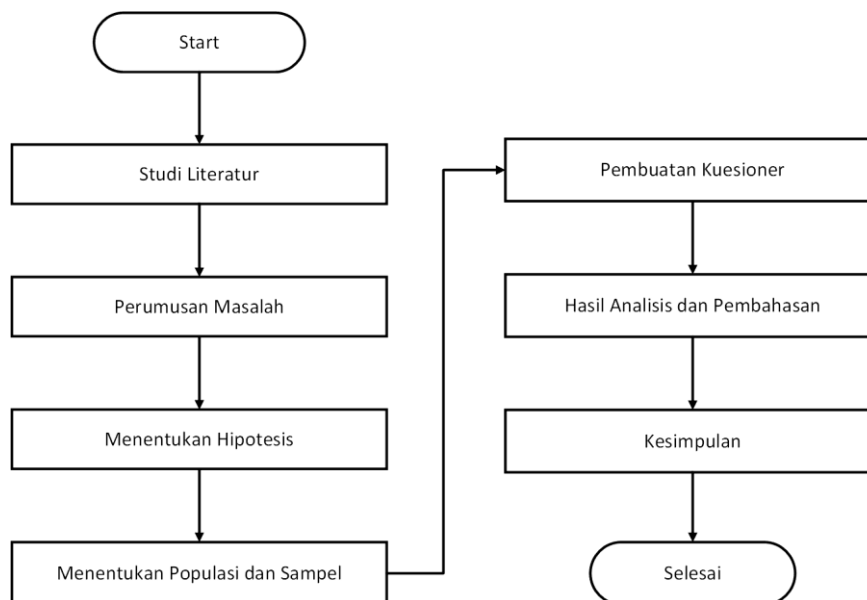 Start
Studi Literatur
Perumusan Masalah
Menentukan Hipotesis
Menentukan Populasi dan Sampel
Pembuatan Kuesioner
Hasil Analisis dan Pembahasan
Kesimpulan
Selesai